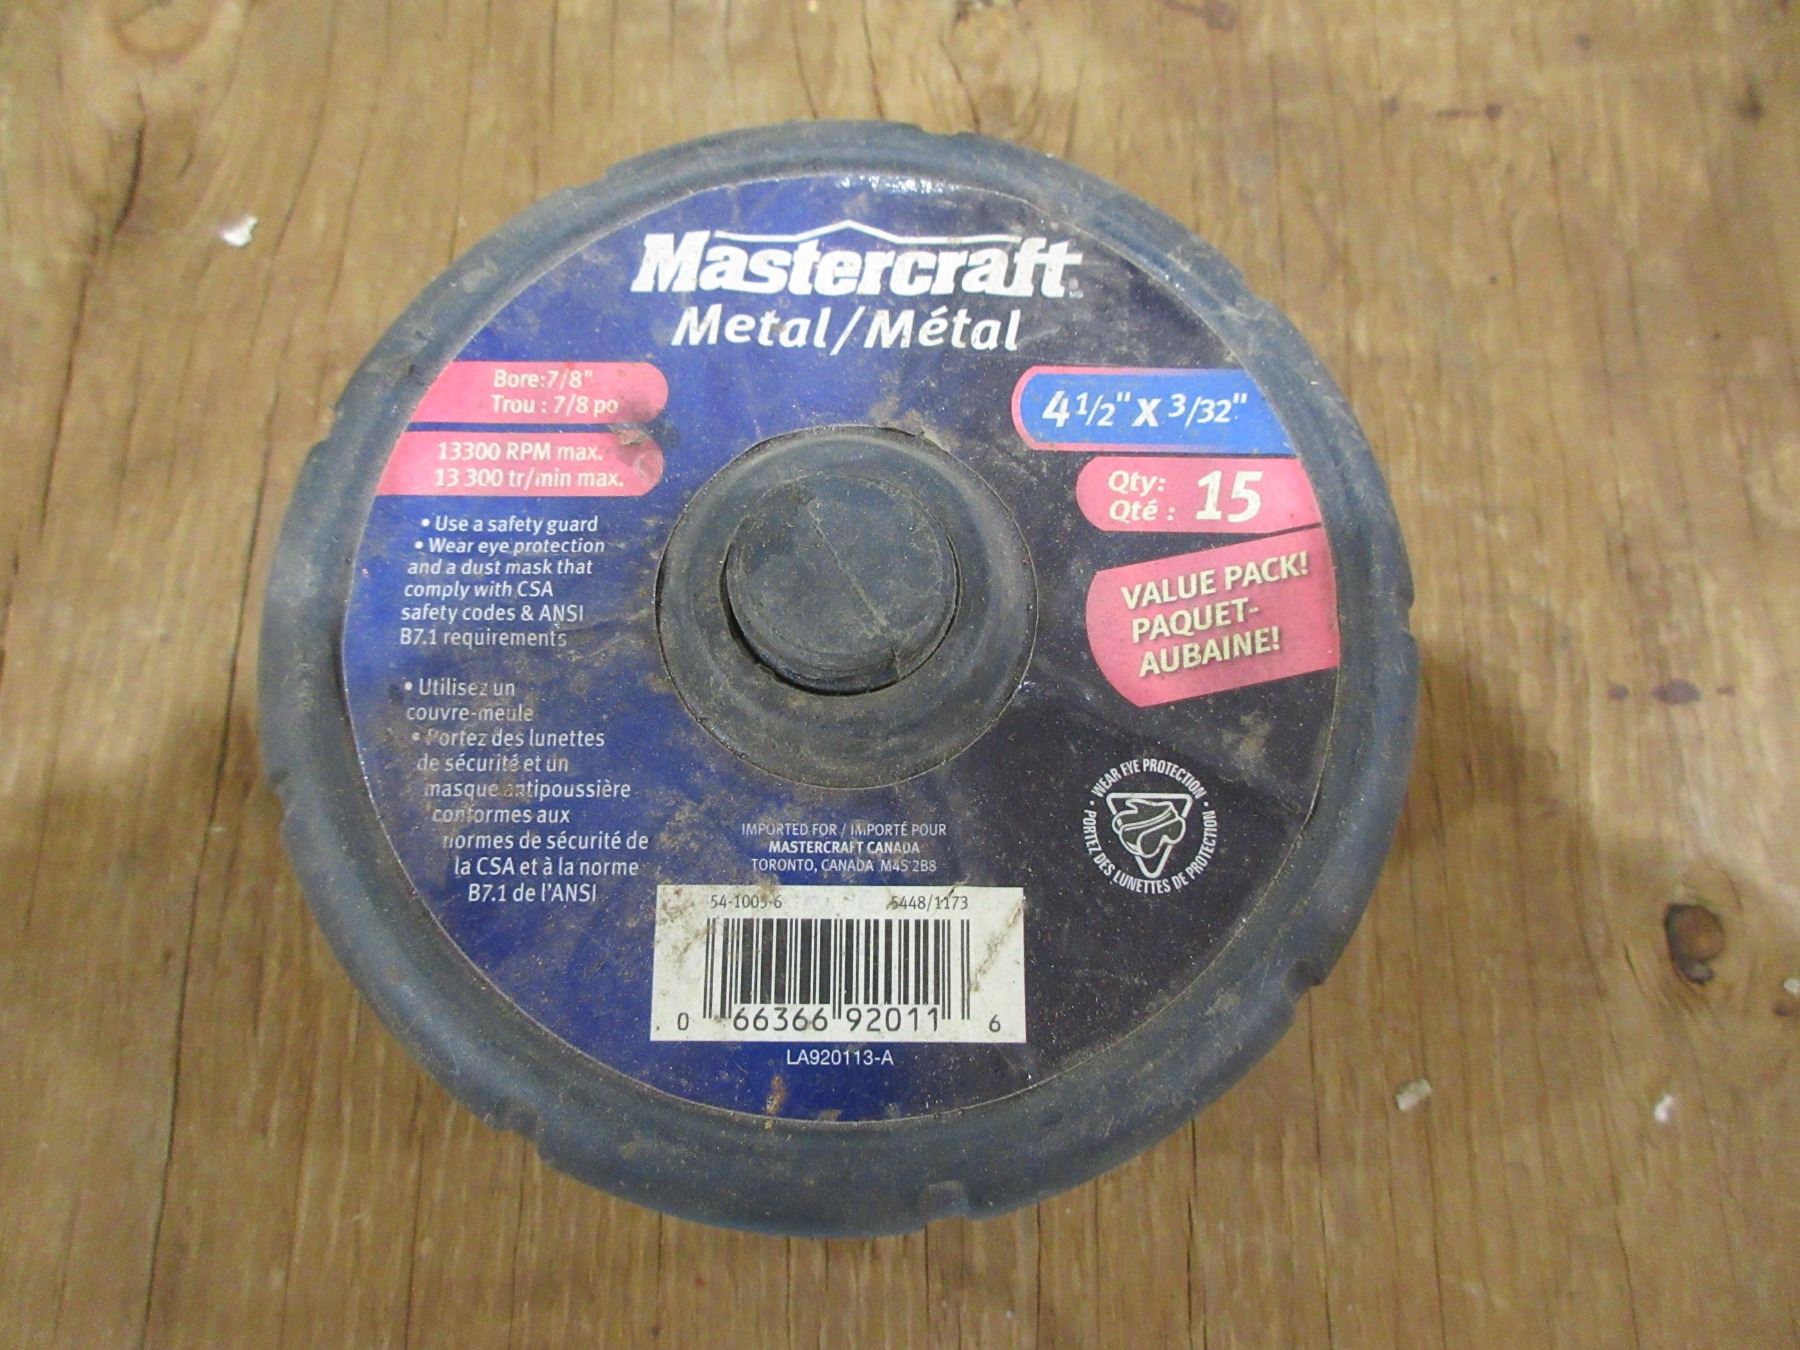 Mastercraft
Metal/Métal
Bore:7/8"
Trou : 7/8 po
13300 RPM max.
13 300 tr/min max.
• Use a safety guard
• Wear eye protection
and a dust mask that
comply with CSA
safety codes & ANSI
B7.1 requirements
• Utilisez un
couvre-meule
• Portez des lunettes
de sécurité et un
masque antipoussière
conformes aux
normes de sécurité de
la CSA et à la norme
B7.1 de l'ANSI
4 1/2" X 3/32"
Qty:
Qté : 15
VALUE PACK!
PAQUET-
AUBAINE!
• WEAR EYE PROTECTION •
PORTEZ DES LUNETTES DE PROTECTION
IMPORTED FOR / IMPORTÉ POUR
MASTERCRAFT CANADA
TORONTO, CANADA M4S 2B8
54-1005-6 5448/1173
0 66366 92011 6
LA920113-A